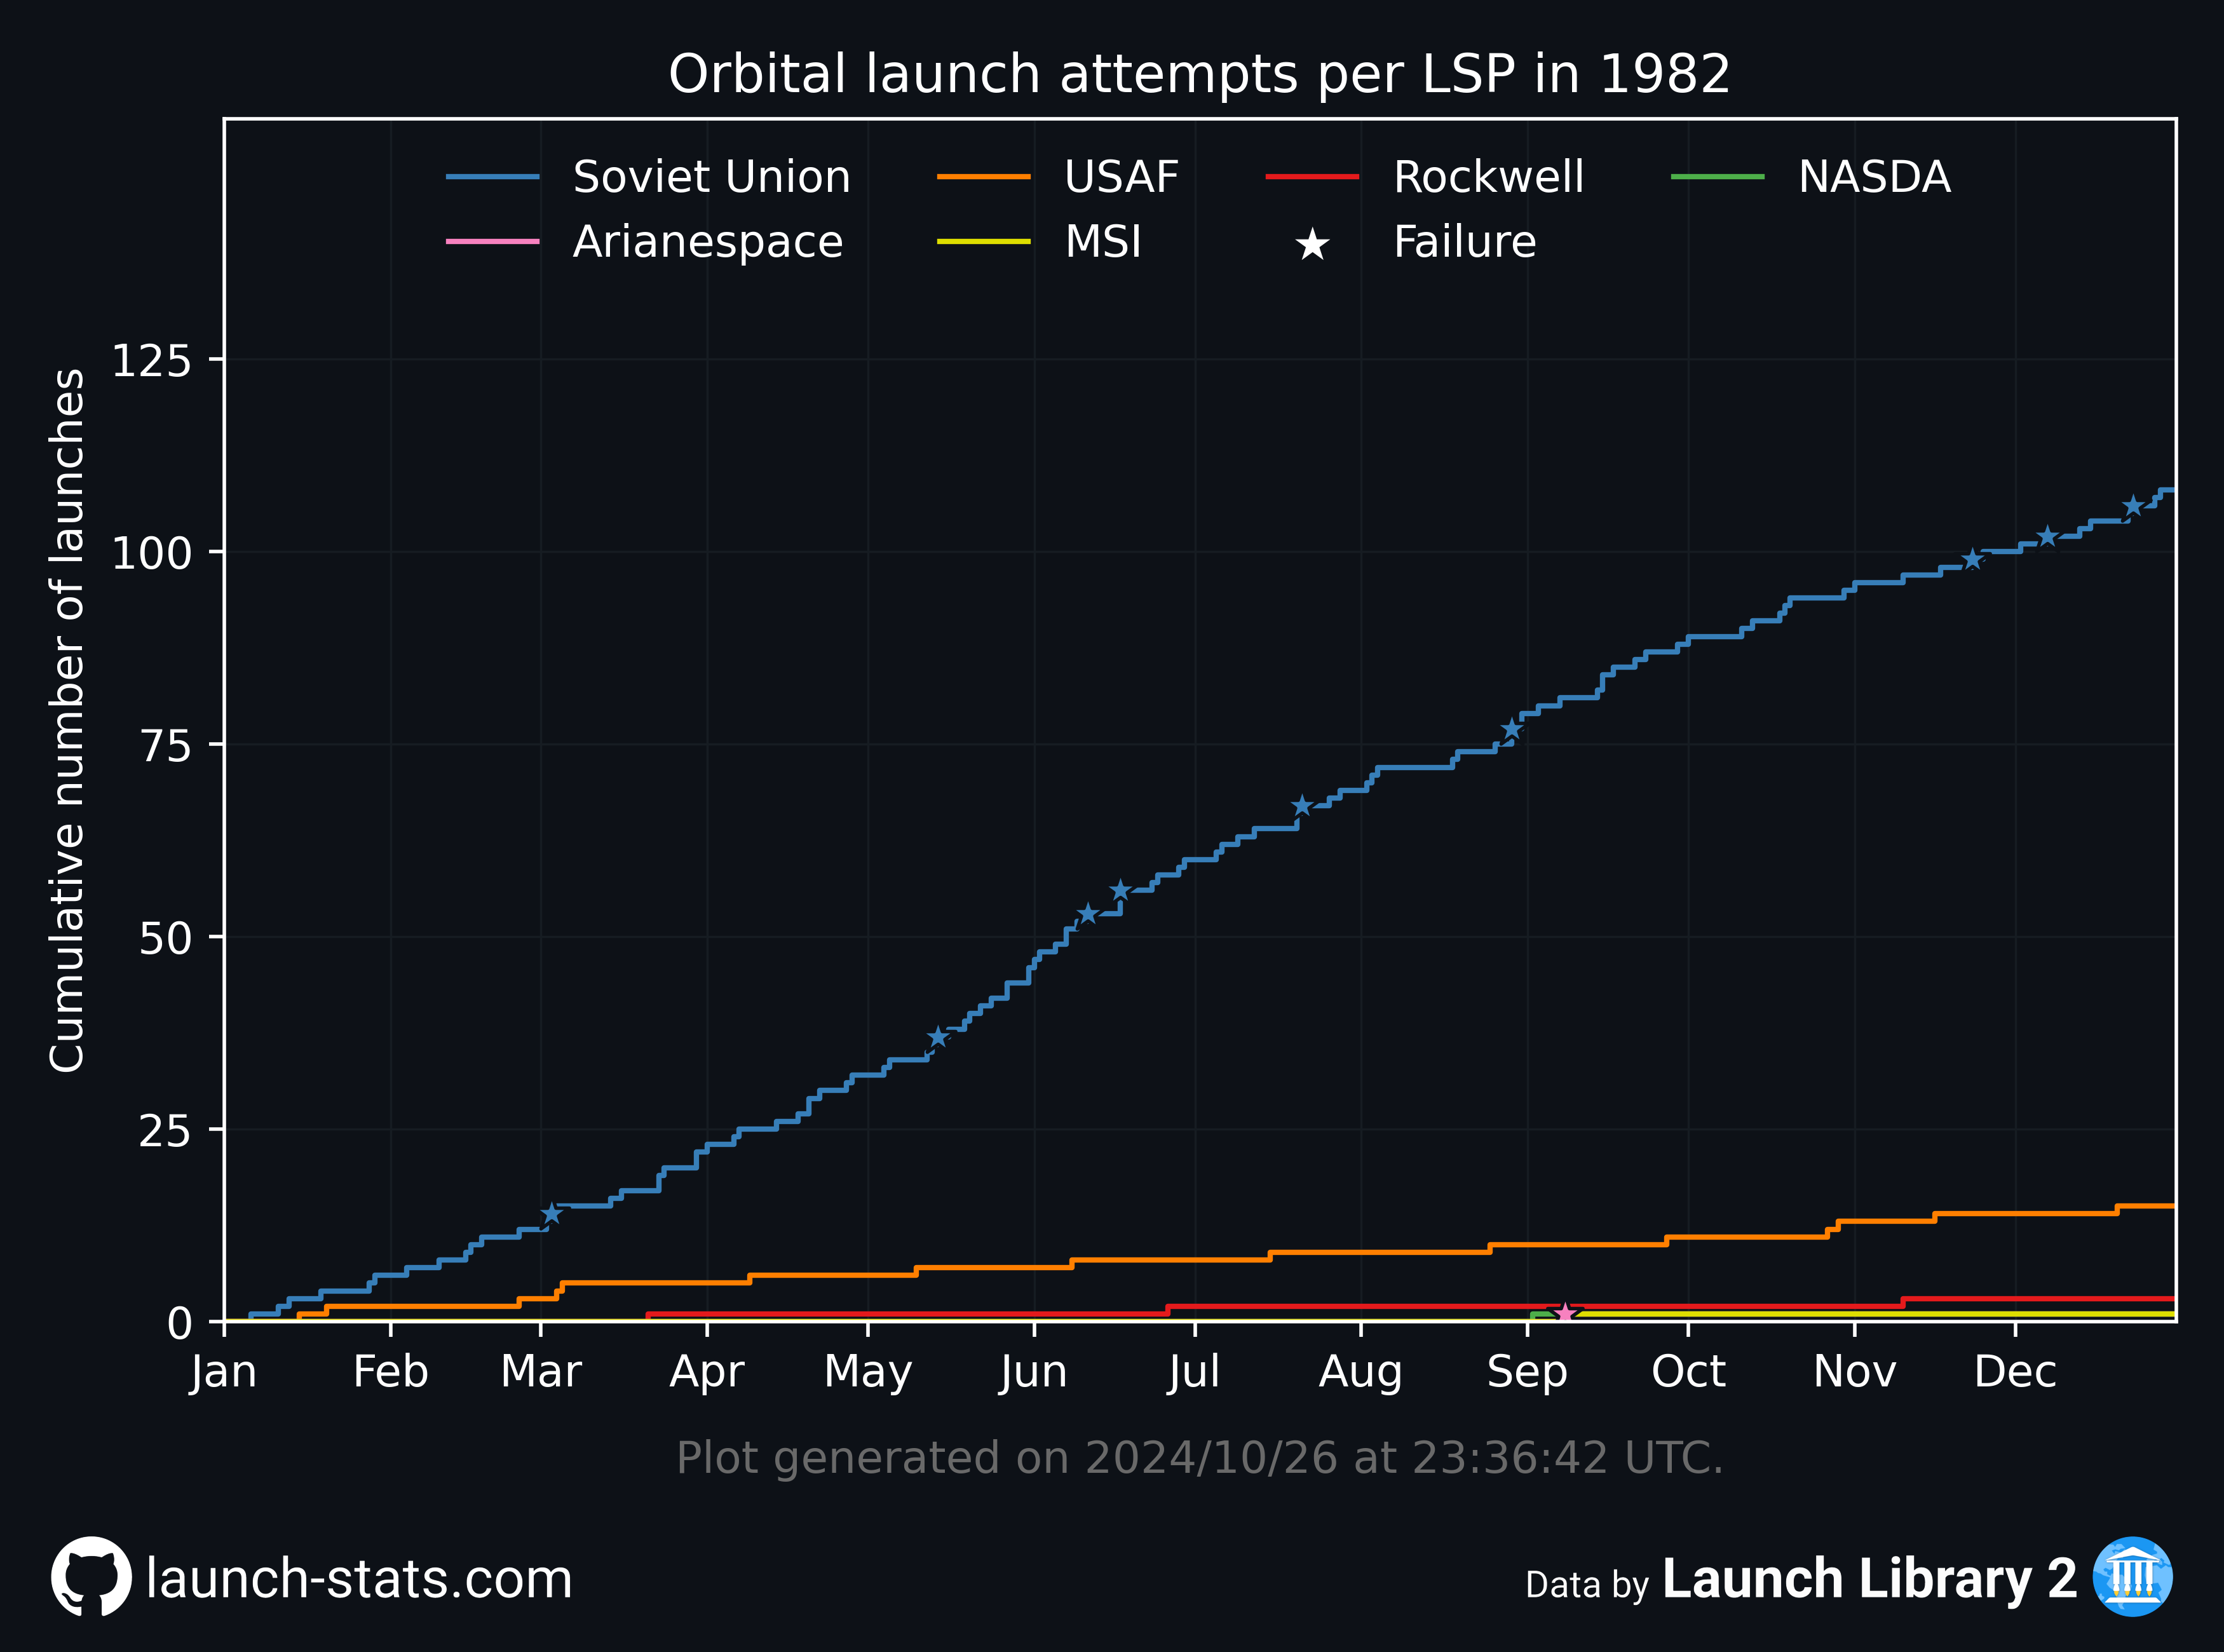 Orbital launch attempts per LSP in 1982
Soviet Union USAF Rockwell NASDA
Arianespace MSI Failure
Cumulative number of launches
125
100
75
50
25
0
Jan Feb Mar Apr May Jun Jul Aug Sep Oct Nov Dec
Plot generated on 2024/10/26 at 23:36:42 UTC.
launch-stats.com
Data by Launch Library 2